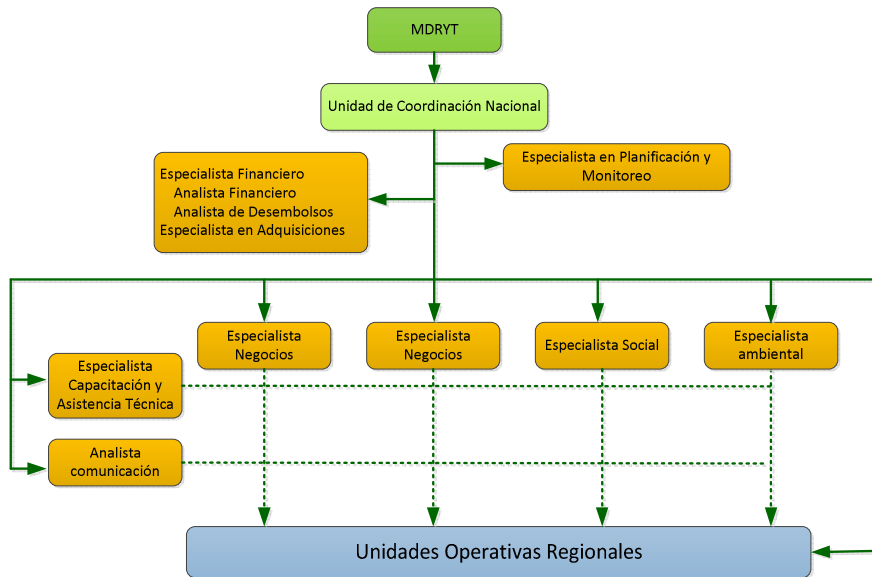 MDRYT
Unidad de Coordinación Nacional
Especialista en Planificación y
Monitoreo
Especialista Financiero
Analista Financiero
Analista de Desembolsos
Especialista en Adquisiciones
Especialista
Negocios
Especialista
Negocios
Especialista Social
Especialista
ambiental
Especialista
Capacitación y
Asistencia Técnica
Analista
comunicación
Unidades Operativas Regionales